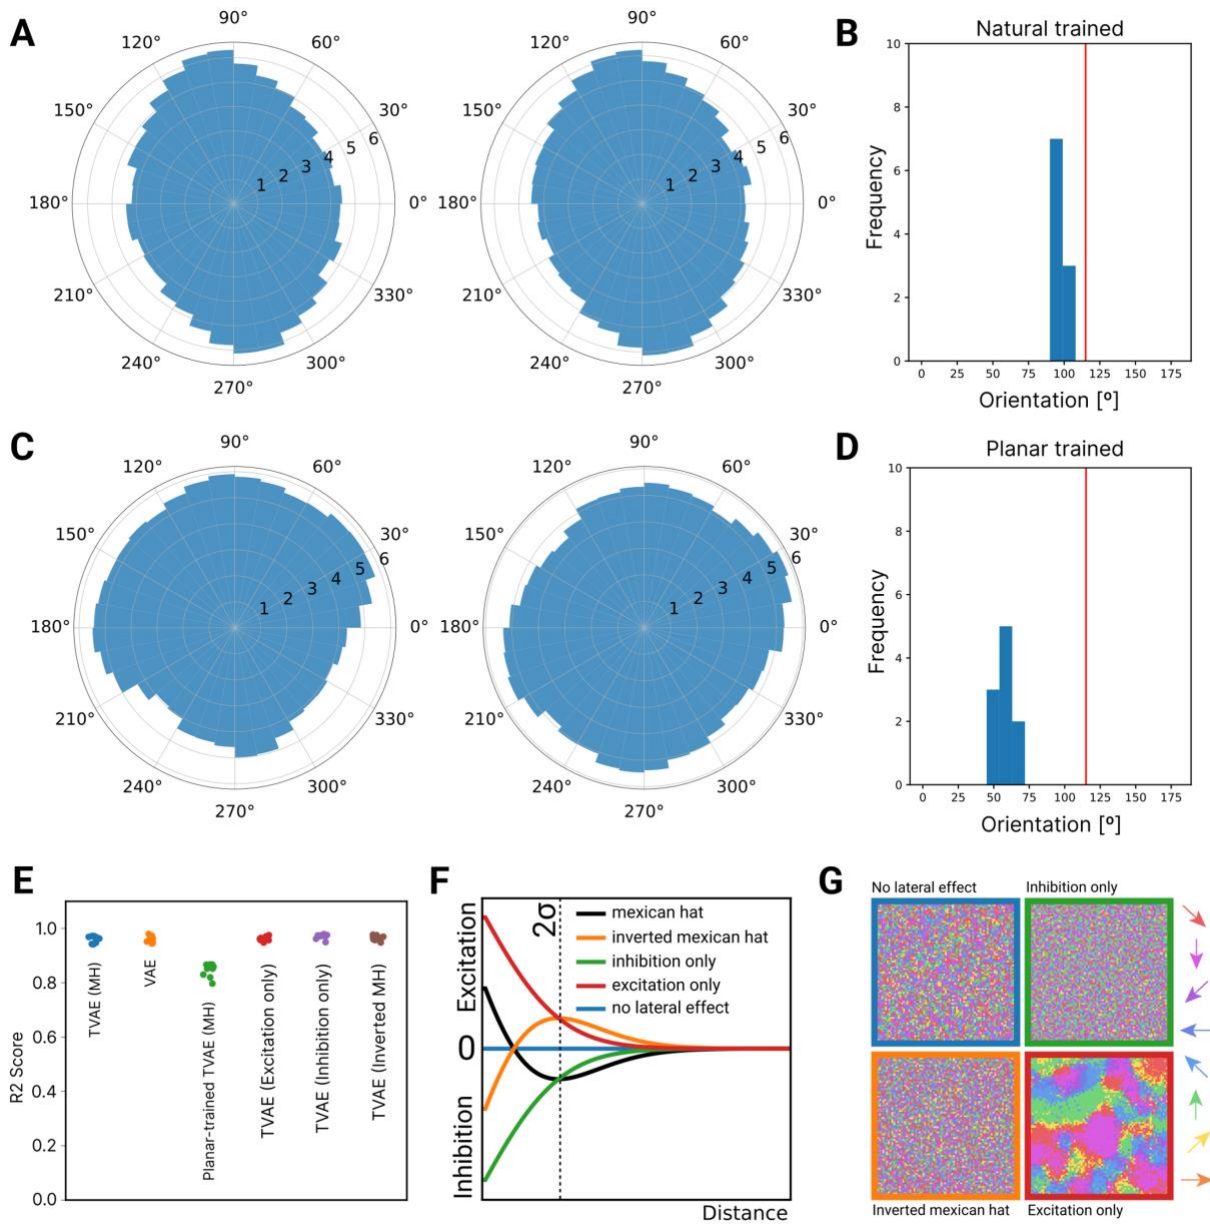 A
90°
120°
60°
150°
30°
180°
0°
210°
330°
240°
300°
270°
1
2
3
4
5
6
90°
120°
60°
150°
30°
180°
0°
210°
330°
240°
300°
270°
1
2
3
4
5
6
B
Natural trained
10
8
6
4
2
0
Frequency
0 25 50 75 100 125 150 175
Orientation [º]
C
90°
120°
60°
150°
30°
180°
0°
210°
330°
240°
300°
270°
1
2
3
4
5
6
90°
120°
60°
150°
30°
180°
0°
210°
330°
240°
300°
270°
1
2
3
4
5
6
D
Planar trained
10
8
6
4
2
0
Frequency
0 25 50 75 100 125 150 175
Orientation [º]
E
1.0
0.8
0.6
0.4
0.2
0.0
R2 Score
TVAE (MH)
VAE
Planar-trained TVAE (MH)
TVAE (Excitation only)
TVAE (Inhibition only)
TVAE (Inverted MH)
F
Excitation
0
Inhibition
2σ
mexican hat
inverted mexican hat
inhibition only
excitation only
no lateral effect
Distance
G
No lateral effect
Inhibition only
Inverted mexican hat
Excitation only